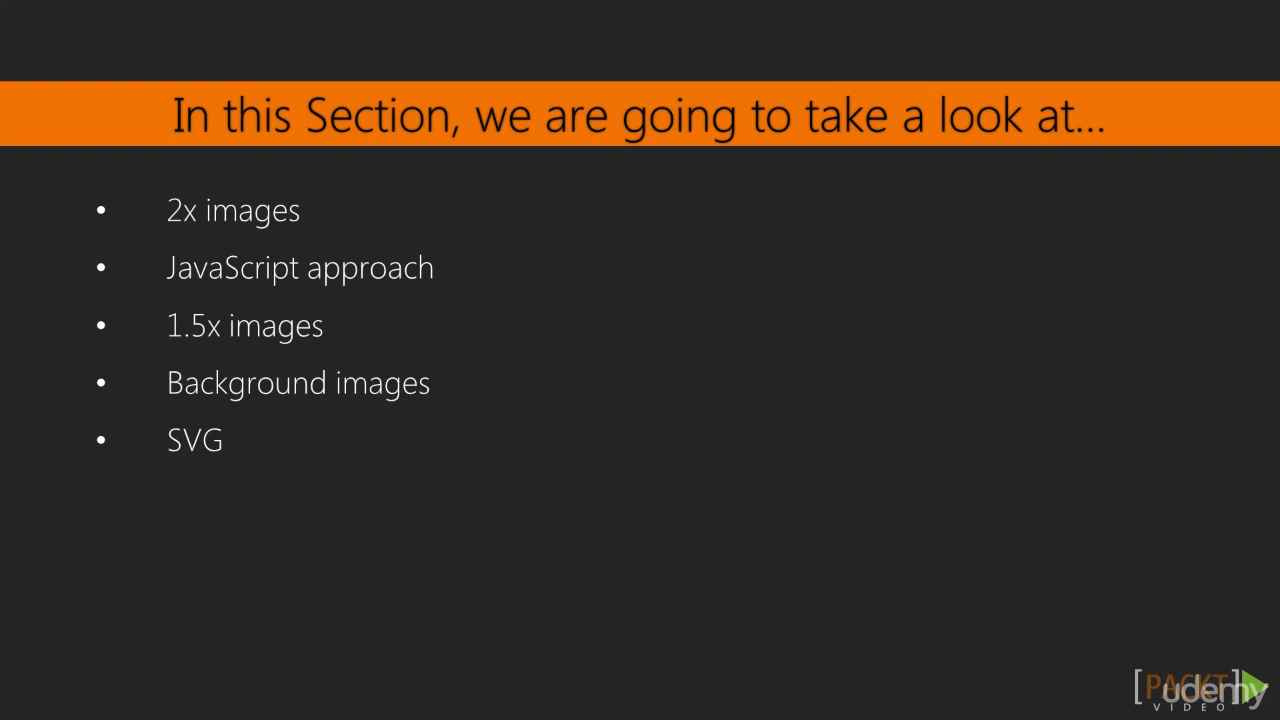 In this Section, we are going to take a look at...
• 2x images
• JavaScript approach
• 1.5x images
• Background images
• SVG
[PACKT]
udemy
VIDEO